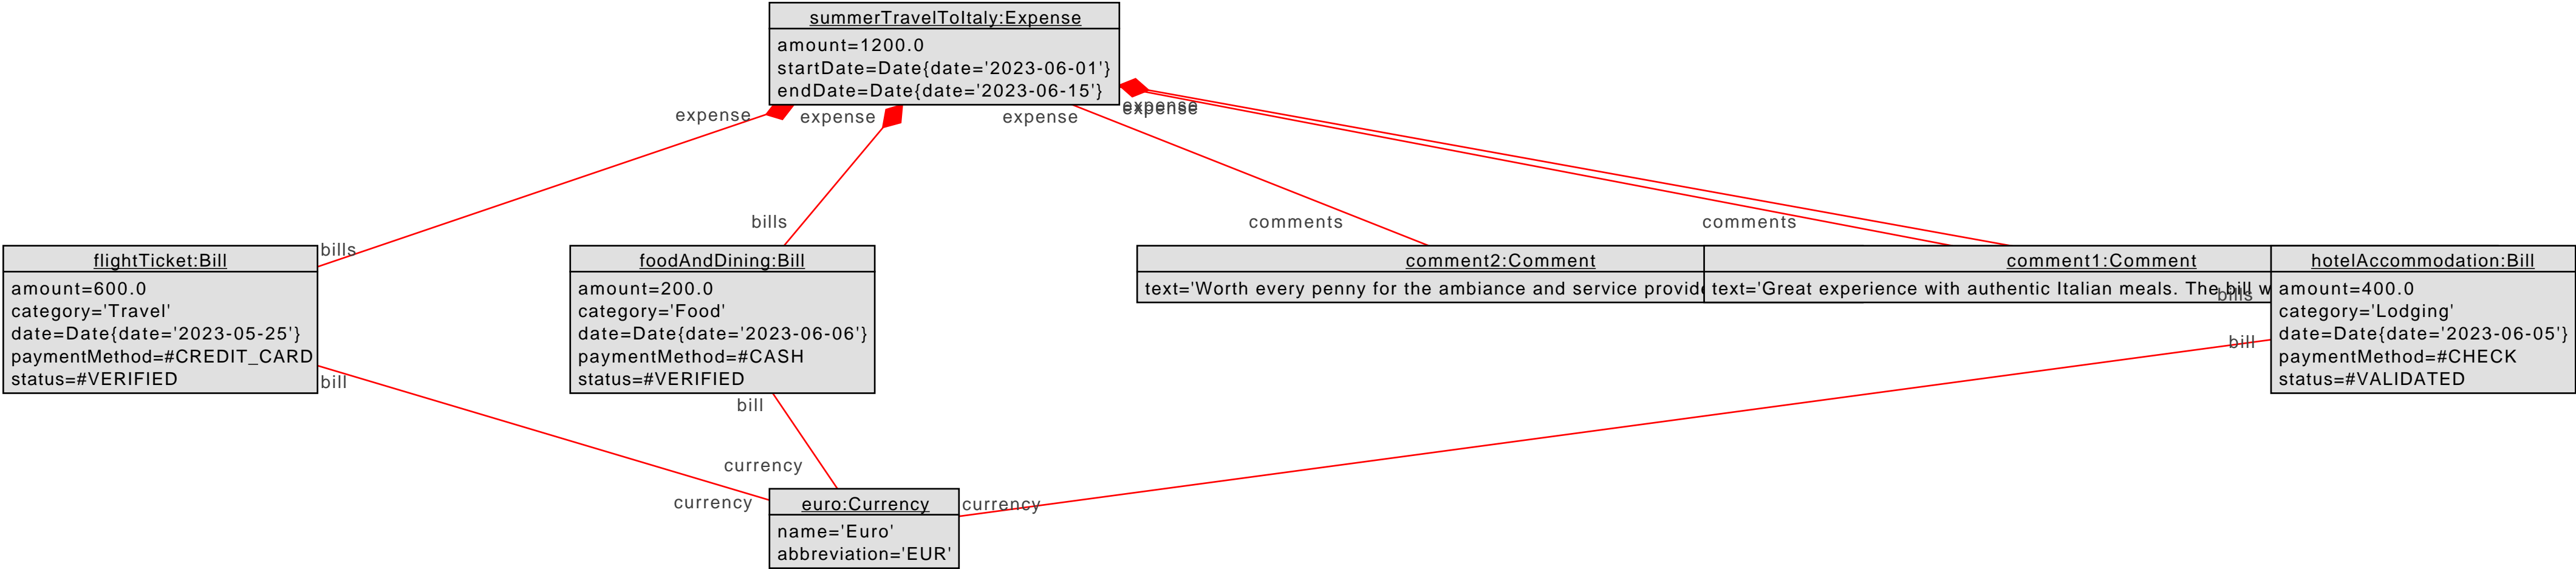 summerTravelToItaly:Expense
amount=1200.0
startDate=Date{date='2023-06-01'}
endDate=Date{date='2023-06-15'}
expense
expense
expense
expense
expense
bills
bills
comments
comments
flightTicket:Bill
amount=600.0
category='Travel'
date=Date{date='2023-05-25'}
paymentMethod=#CREDIT_CARD
status=#VERIFIED
foodAndDining:Bill
amount=200.0
category='Food'
date=Date{date='2023-06-06'}
paymentMethod=#CASH
status=#VERIFIED
comment2:Comment
text='Worth every penny for the ambiance and service
comment1:Comment
text='Great experience with authentic Italian meals. The bill
bills
hotelAccommodation:Bill
amount=400.0
category='Lodging'
date=Date{date='2023-06-05'}
paymentMethod=#CHECK
status=#VALIDATED
bill
bill
bill
currency
currency
currency
euro:Currency
name='Euro'
abbreviation='EUR'